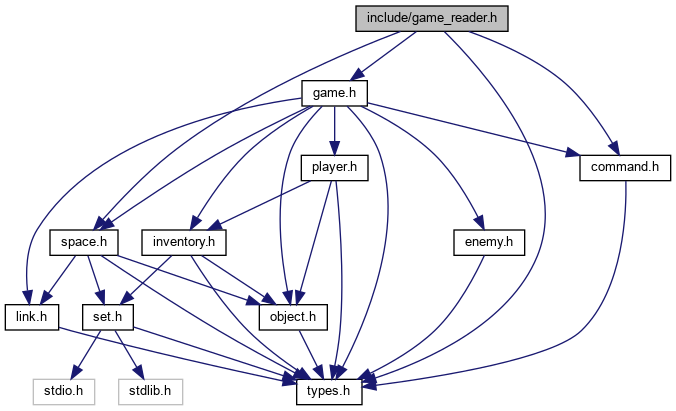 include/game_reader.h
game.h
player.h
command.h
space.h
inventory.h
enemy.h
link.h
set.h
object.h
stdio.h
stdlib.h
types.h